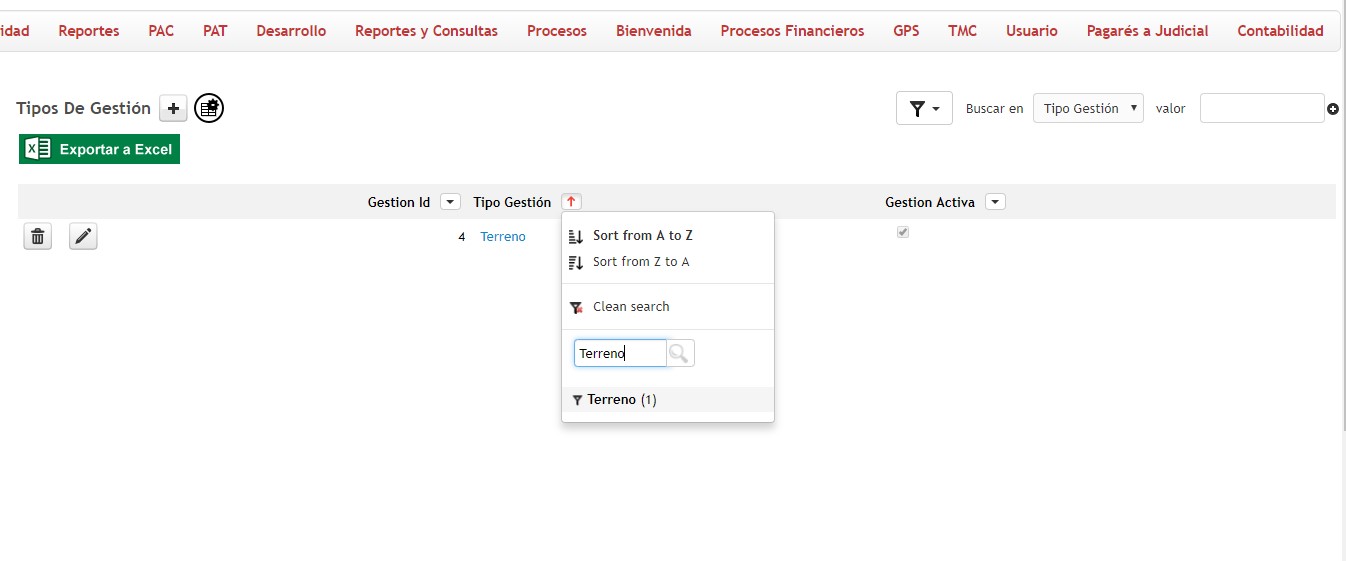 idad Reportes PAC PAT Desarrollo Reportes y Consultas Procesos Bienvenida Procesos Financieros GPS TMC Usuario Pagarés a Judicial Contabilidad
Tipos De Gestión Buscar en Tipo Gestión valor
Exportar a Excel
Gestion Id Tipo Gestión Gestion Activa
4 Terreno
Sort from A to Z
Sort from Z to A
Clean search
Terreno
Terreno (1)